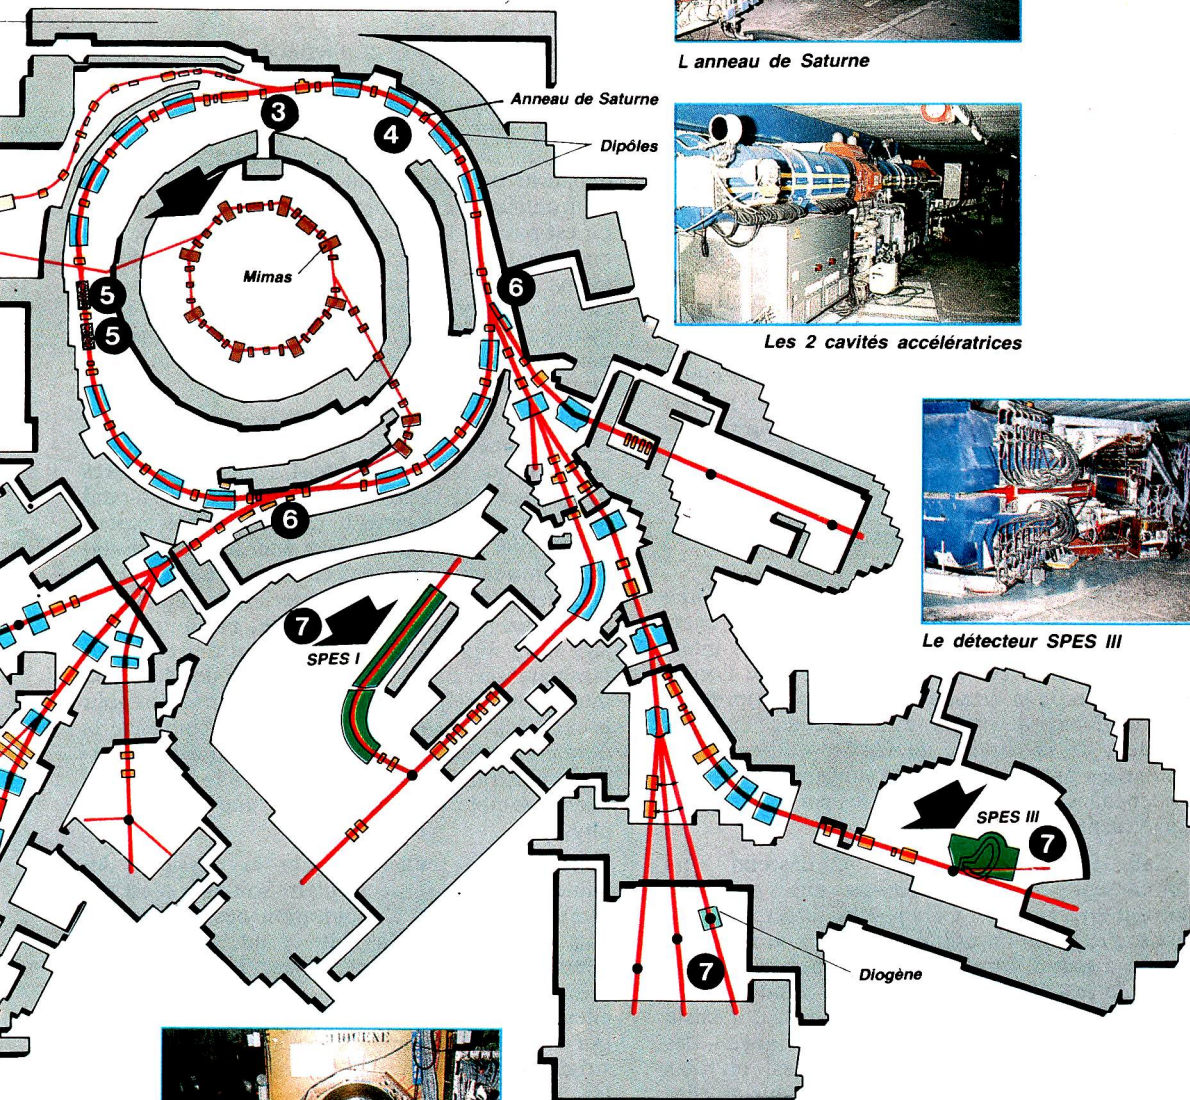 L anneau de Saturne
Anneau de Saturne
3
4
Dipôles
Mimas
5
5
6
Les 2 cavités accélératrices
6
7
SPES I
Le détecteur SPES III
SPES III
7
7
Diogène
DIOGENE